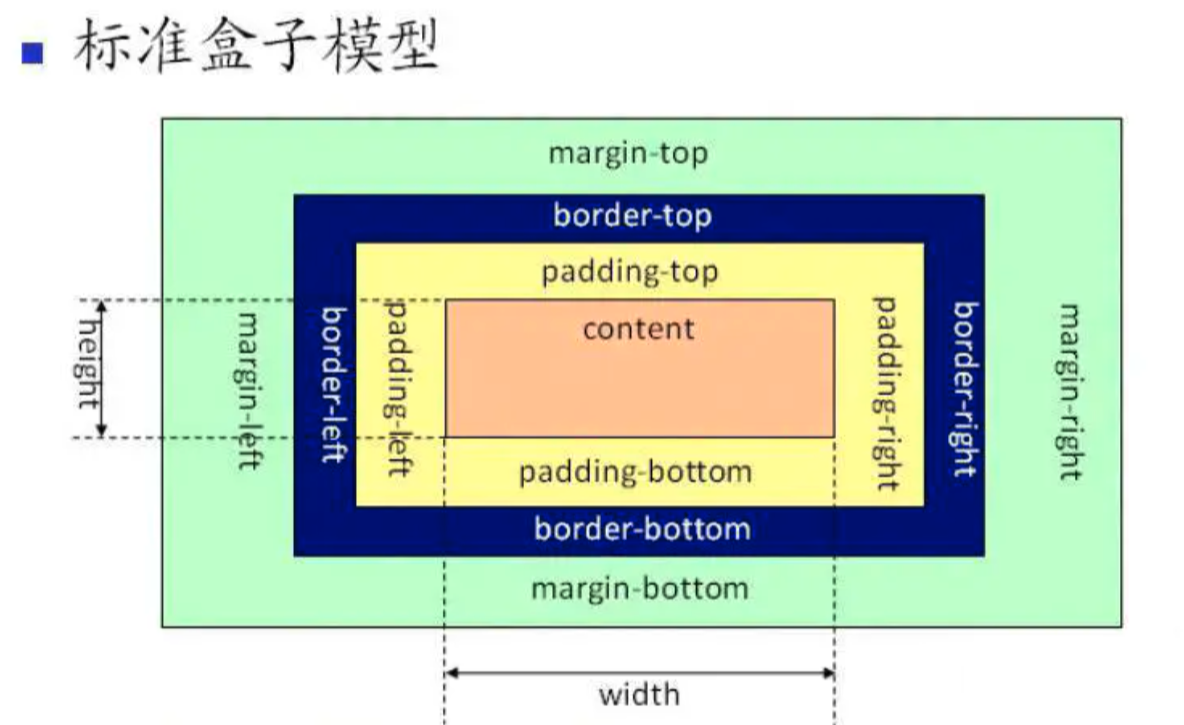 标准盒子模型
margin-top
border-top
padding-top
height
margin-left
border-left
padding-left
content
padding-right
border-right
margin-right
padding-bottom
border-bottom
margin-bottom
width